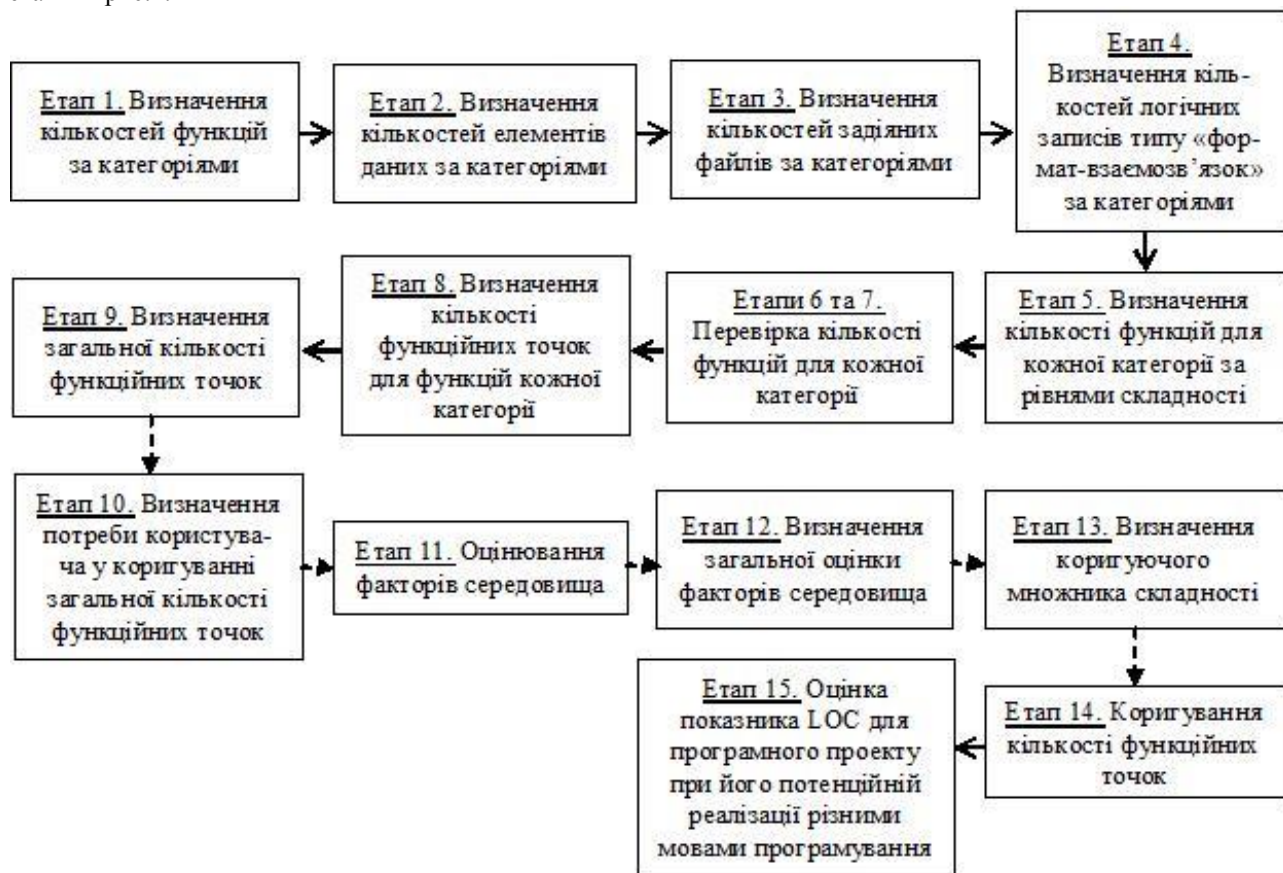 Етап 1. Визначення
кількостей функцій
за категоріями
Етап 2. Визначення
кількостей елементів
даних за категоріями
Етап 3. Визначення
кількостей задіяних
файлів за категоріями
Етап 4.
Визначення кіль-
костей логічних
записів типу «фор-
мат-взаємозв’язок»
за категоріями
Етап 5. Визначення
кількості функцій для
кожної категорії за
рівнями складності
Етапи 6 та 7.
Перевірка кількості
функцій для кожної
категорії
Етап 8. Визначення
кількості
функційних точок
для функцій кожної
категорії
Етап 9. Визначення
загальної кількості
функційних точок
Етап 10. Визначення
потреби користува-
ча у коригуванні
загальної кількості
функційних точок
Етап 11. Оцінювання
факторів середовища
Етап 12. Визначення
загальної оцінки
факторів середовища
Етап 13. Визначення
коригуючого
множника складності
Етап 14. Коригування
кількості функційних
точок
Етап 15. Оцінка
показника LOC для
програмного проекту
при його потенційній
реалізації різними
мовами програмування